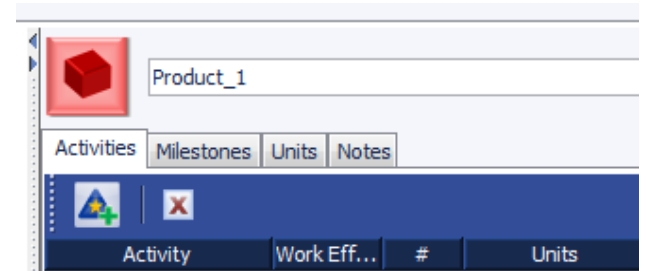 Product_1
Activities Milestones Units Notes
Activity Work Eff... # Units